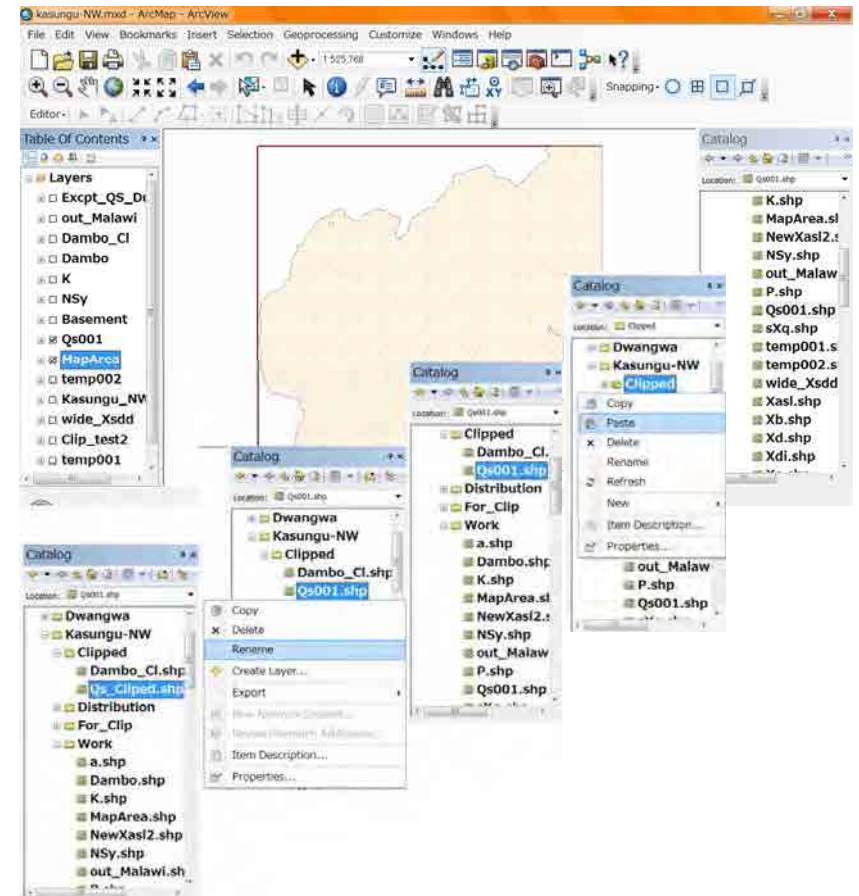 kasungu-NW.mxd - ArcMap - ArcView
File Edit View Bookmarks Insert Selection Geoprocessing Customize Windows Help
1:525,768
Snapping
Editor
Table Of Contents
Layers
Excpt_QS_Du
out_Malawi
Dambo_Cl
Dambo
K
NSy
Basement
Qs001
MapArea
temp002
Kasungu_NW
wide_Xsdd
Clip_test2
temp001
Catalog
Location: Qs001.shp
K.shp
MapArea.sl
NewXasl2.s
NSy.shp
out_Malaw
P.shp
Qs001.shp
sXq.shp
temp001.s
temp002.s
wide_Xsdd
Xasl.shp
Xb.shp
Xd.shp
Xdi.shp
Catalog
Location: Clipped
Dwangwa
Kasungu-NW
Clipped
Copy
Paste
Delete
Rename
Refresh
New
Item Description...
Properties...
out_Malaw
P.shp
Qs001.shp
Catalog
Location: Qs001.shp
Clipped
Dambo_Cl.
Qs001.shp
Distribution
For_Clip
Work
a.shp
Dambo.shp
K.shp
MapArea.sl
NewXasl2.s
NSy.shp
out_Malaw
P.shp
Qs001.shp
Catalog
Location: Qs001.shp
Dwangwa
Kasungu-NW
Clipped
Dambo_Cl.shp
Qs001.shp
Copy
Delete
Rename
Create Layer...
Export
Item Description...
Properties...
Catalog
Location: Qs001.shp
Dwangwa
Kasungu-NW
Clipped
Dambo_Cl.shp
Qs_Cliped.shp
Distribution
For_Clip
Work
a.shp
Dambo.shp
K.shp
MapArea.shp
NewXasl2.shp
NSy.shp
out_Malawi.sh